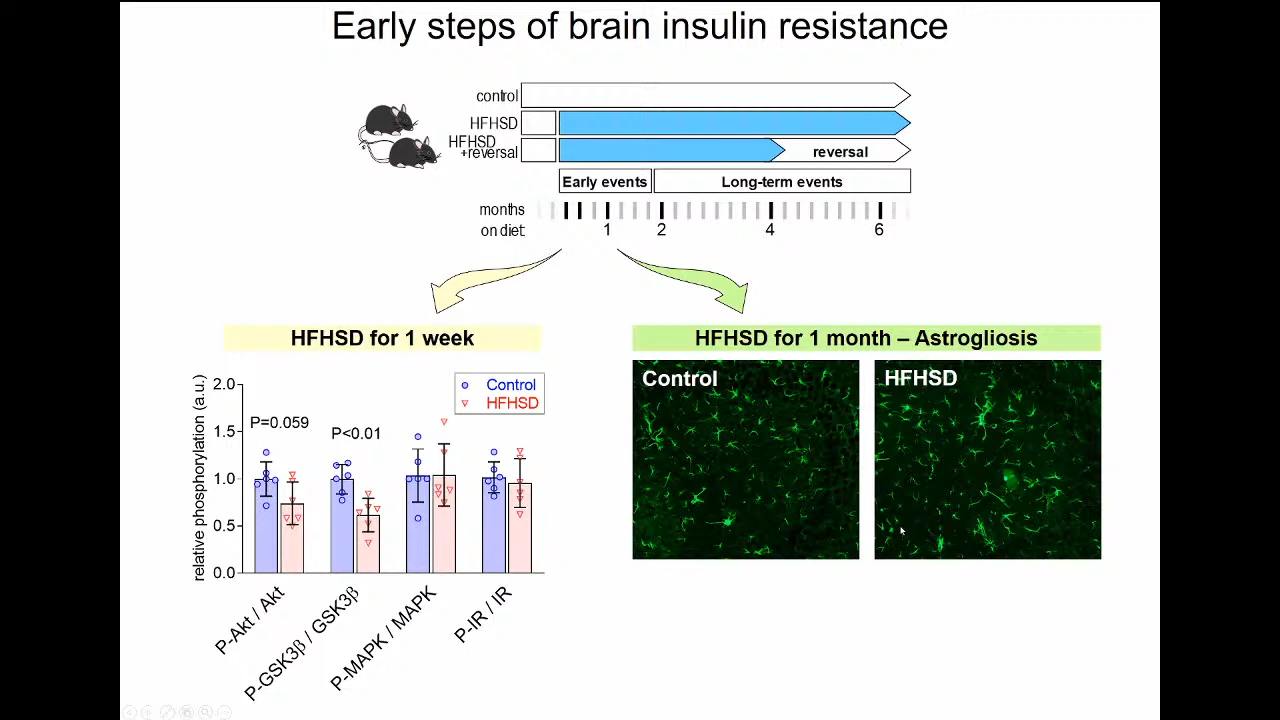 Early steps of brain insulin resistance
control
HFHSD
HFHSD
+reversal
reversal
Early events
Long-term events
months
on diet
1
2
4
6
HFHSD for 1 week
HFHSD for 1 month – Astrogliosis
relative phosphorylation (a.u.)
2.0
1.5
1.0
0.5
0.0
Control
HFHSD
P=0.059
P<0.01
P-Akt / Akt
P-GSK3β / GSK3β
P-MAPK / MAPK
P-IR / IR
Control
HFHSD